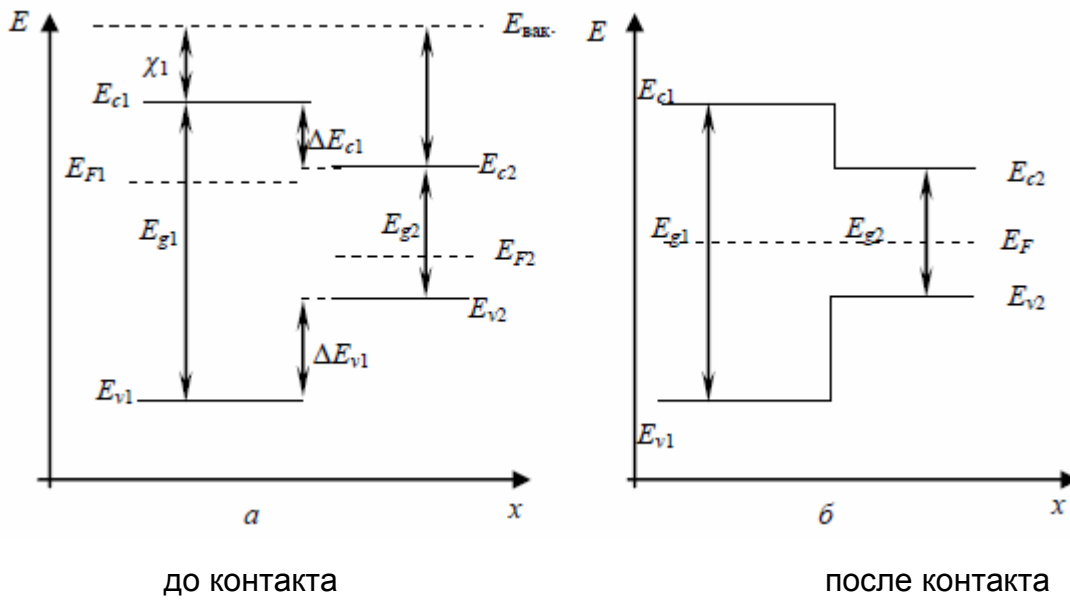 E
Eвак.
χ1
Ec1
ΔEc1
Ec2
EF1
Eg1
Eg2
EF2
Ev2
ΔEv1
Ev1
x
а
до контакта
E
Ec1
Ec2
Eg1
Eg2
EF
Ev2
Ev1
x
б
после контакта